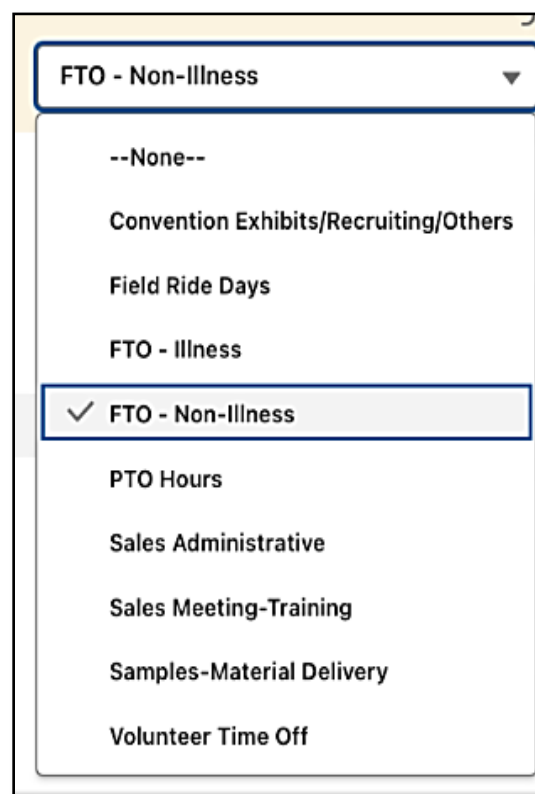 FTO - Non-Illness
--None--
Convention Exhibits/Recruiting/Others
Field Ride Days
FTO - Illness
FTO - Non-Illness
PTO Hours
Sales Administrative
Sales Meeting-Training
Samples-Material Delivery
Volunteer Time Off